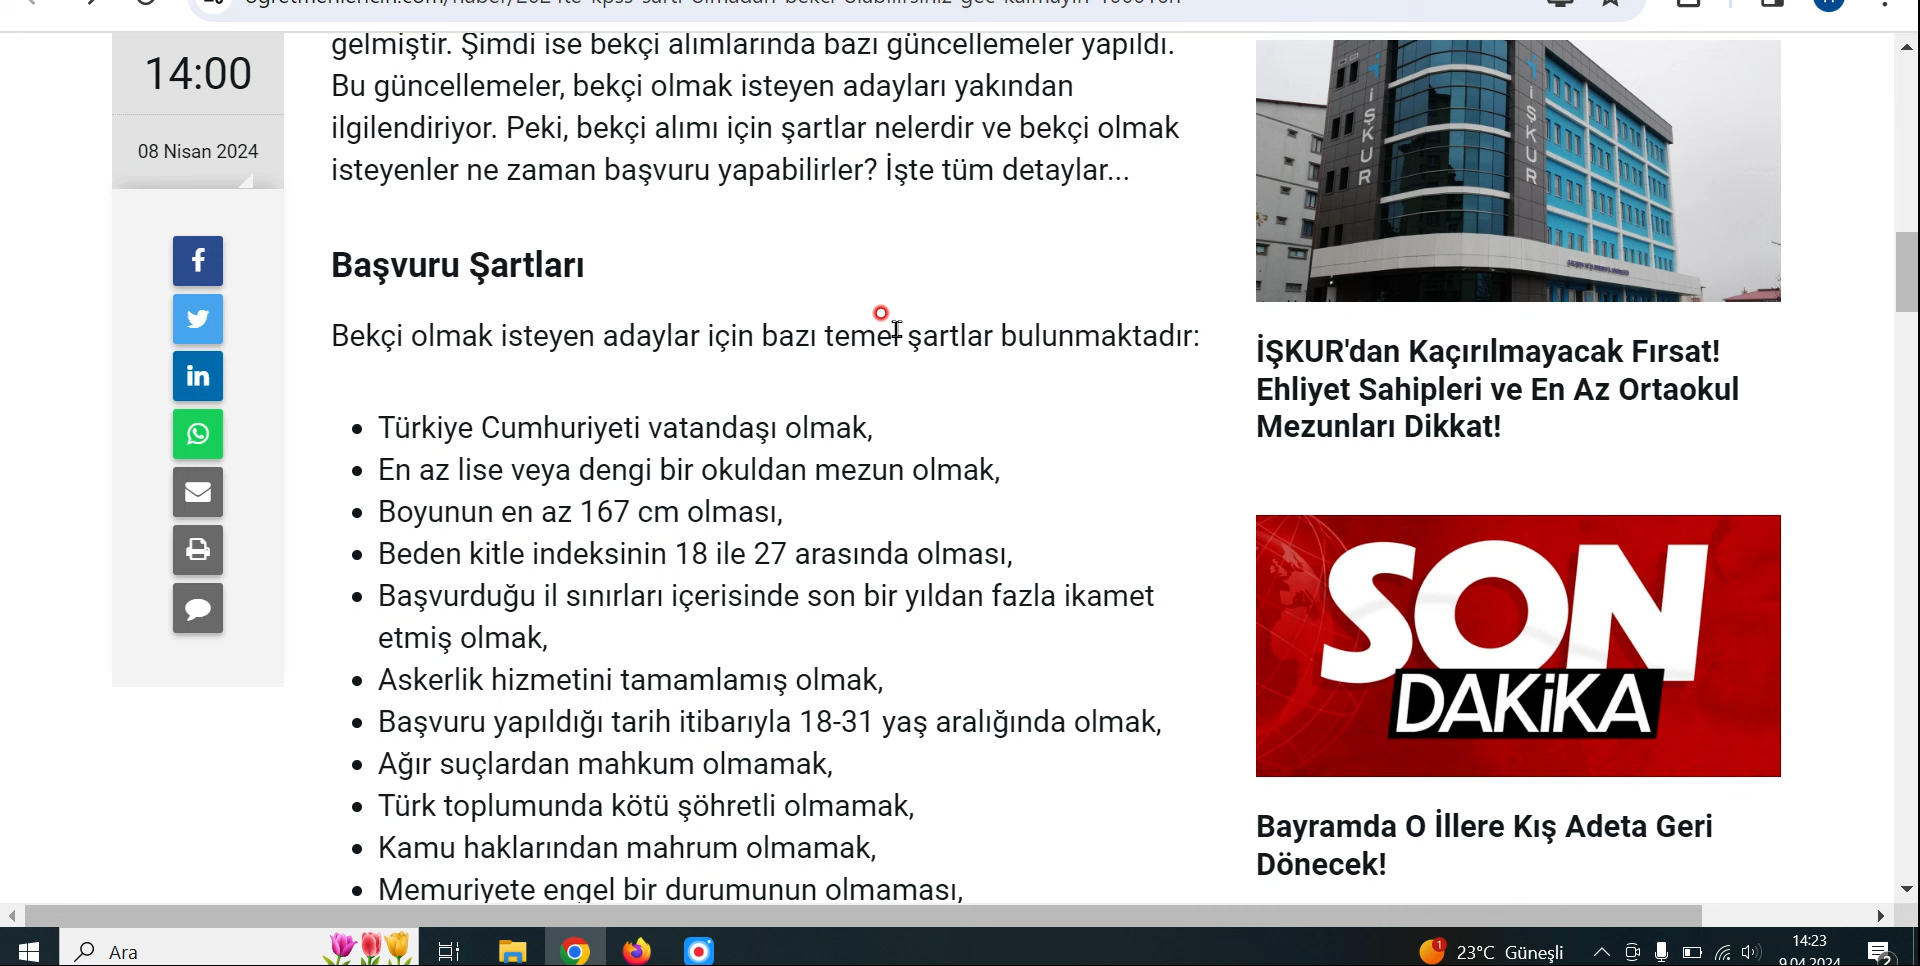 14:00
08 Nisan 2024
gelmiştir. Şimdi ise bekçi alımlarında bazı güncellemeler yapıldı.
Bu güncellemeler, bekçi olmak isteyen adayları yakından
ilgilendiriyor. Peki, bekçi alımı için şartlar nelerdir ve bekçi olmak
isteyenler ne zaman başvuru yapabilirler? İşte tüm detaylar...
Başvuru Şartları
Bekçi olmak isteyen adaylar için bazı temel şartlar bulunmaktadır:
Türkiye Cumhuriyeti vatandaşı olmak,
En az lise veya dengi bir okuldan mezun olmak,
Boyunun en az 167 cm olması,
Beden kitle indeksinin 18 ile 27 arasında olması,
Başvurduğu il sınırları içerisinde son bir yıldan fazla ikamet
etmiş olmak,
Askerlik hizmetini tamamlamış olmak,
Başvuru yapıldığı tarih itibarıyla 18-31 yaş aralığında olmak,
Ağır suçlardan mahkum olmamak,
Türk toplumunda kötü şöhretli olmamak,
Kamu haklarından mahrum olmamak,
Memuriyete engel bir durumunun olmaması,
İŞKUR
İŞKUR
İŞKUR'dan Kaçırılmayacak Fırsat!
Ehliyet Sahipleri ve En Az Ortaokul
Mezunları Dikkat!
SON
DAKİKA
Bayramda O İllere Kış Adeta Geri
Dönecek!
Ara
1
23°C Güneşli
14:23
9.04.2024
2